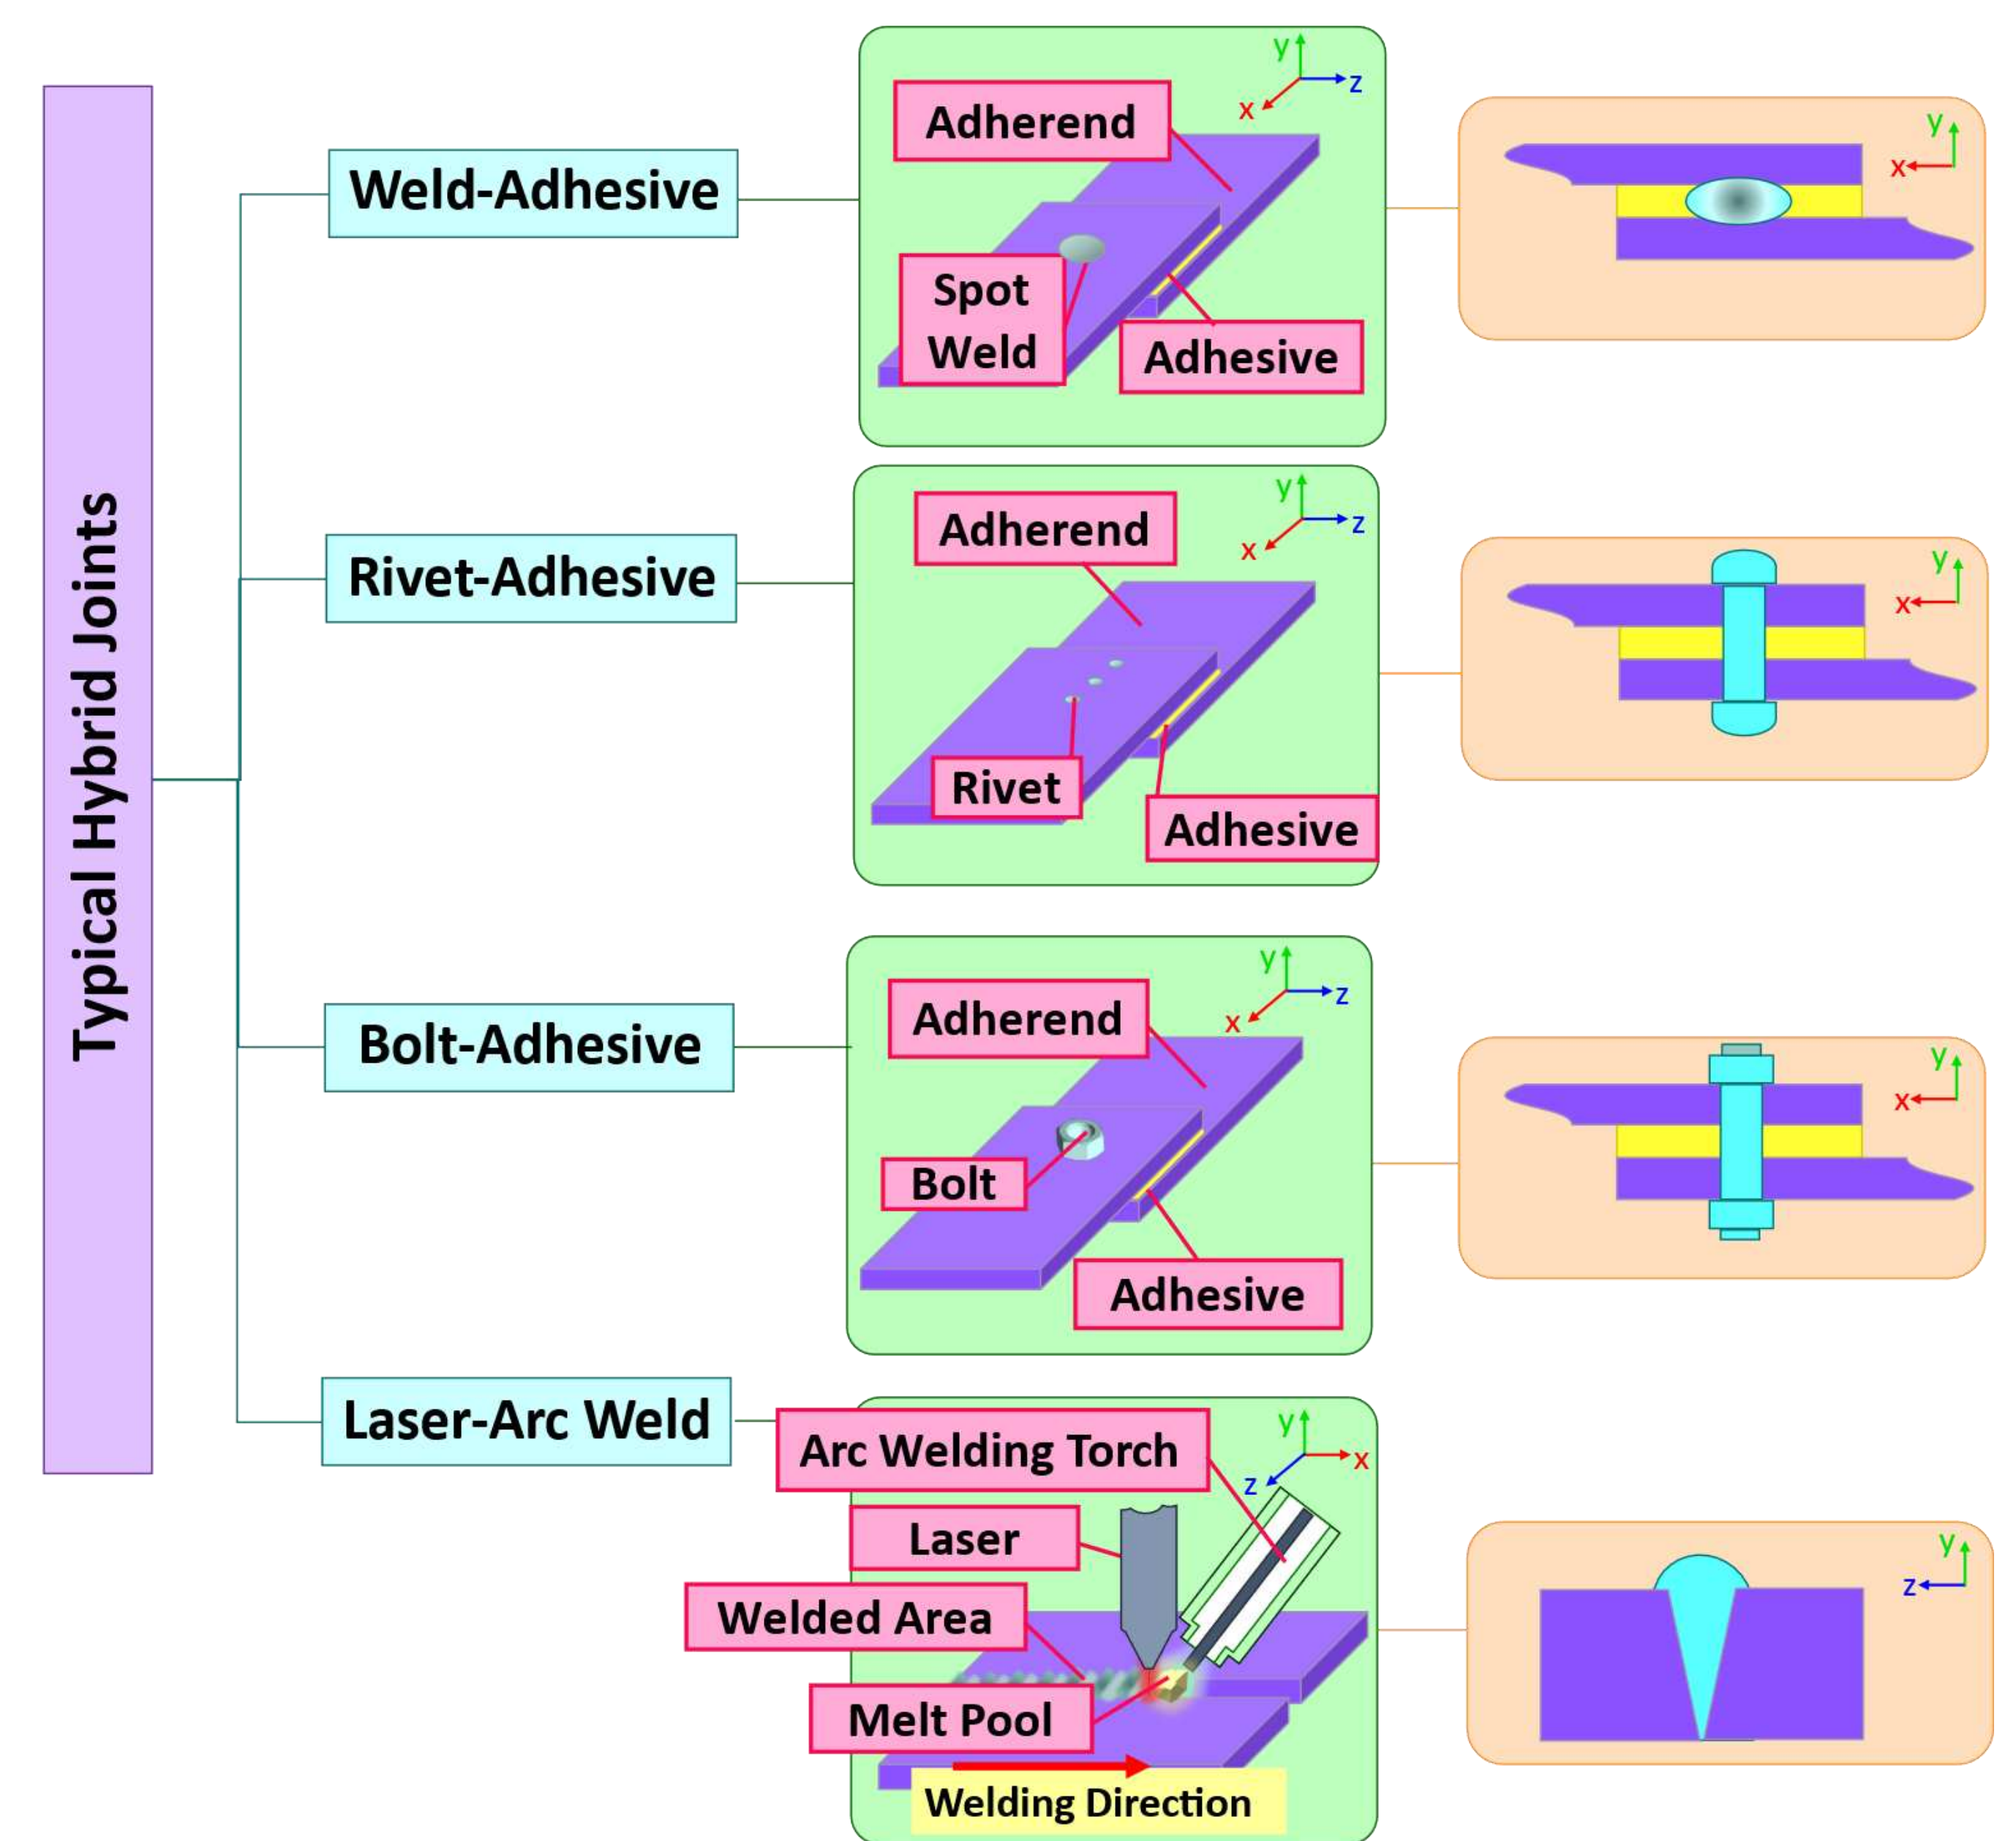 Typical Hybrid Joints
Weld-Adhesive
y
z
x
Adherend
Spot
Weld
Adhesive
y
x
Rivet-Adhesive
y
z
x
Adherend
Rivet
Adhesive
y
x
Bolt-Adhesive
y
z
x
Adherend
Bolt
Adhesive
y
x
Laser-Arc Weld
y
x
z
Arc Welding Torch
Laser
Welded Area
Melt Pool
Welding Direction
y
z